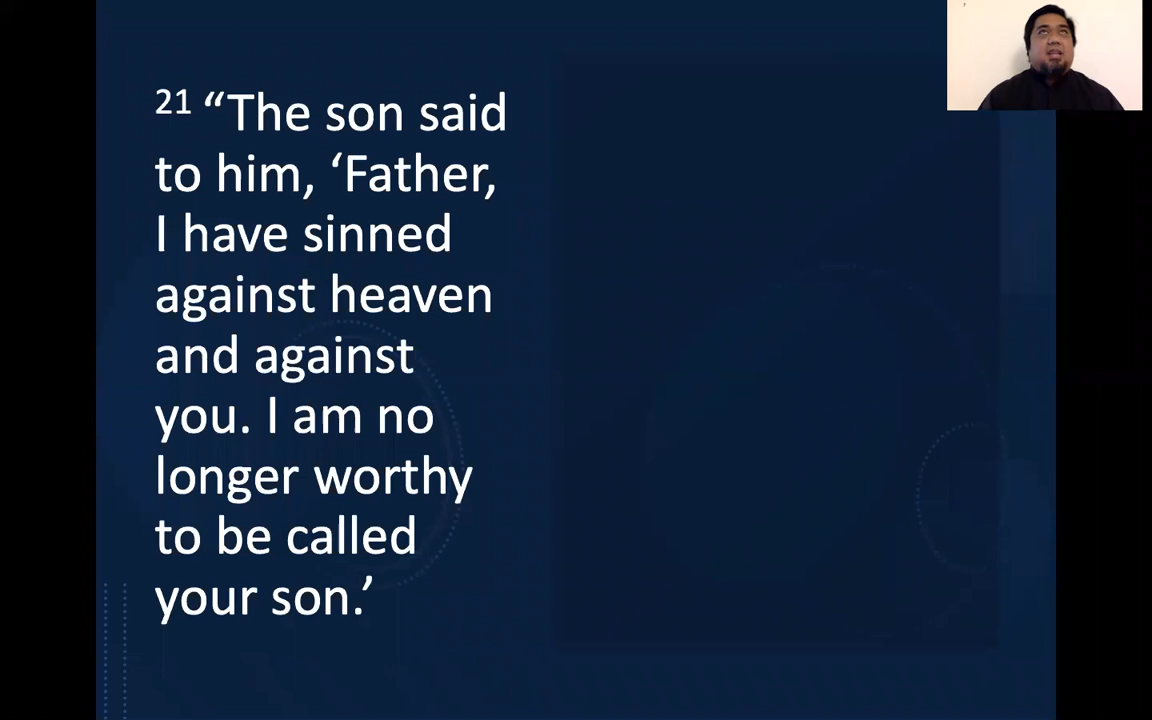 21 “The son said
to him, ‘Father,
I have sinned
against heaven
and against
you. I am no
longer worthy
to be called
your son.’